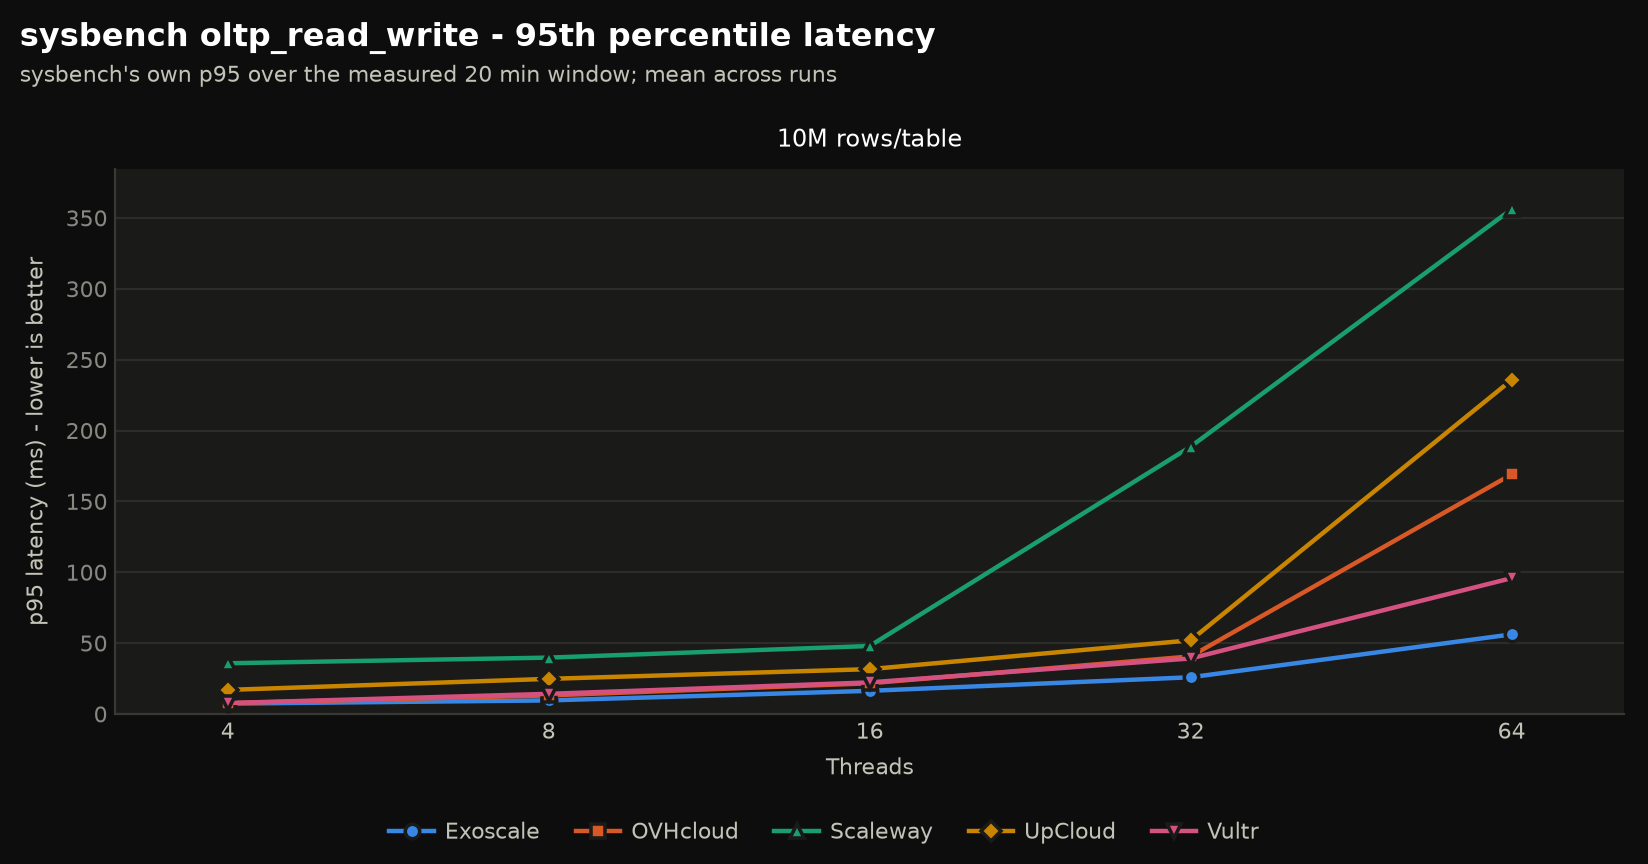 sysbench oltp_read_write - 95th percentile latency
sysbench's own p95 over the measured 20 min window; mean across runs
10M rows/table
p95 latency (ms) - lower is better
350
300
250
200
150
100
50
0
4 8 16 32 64
Threads
Exoscale OVHcloud Scaleway UpCloud Vultr